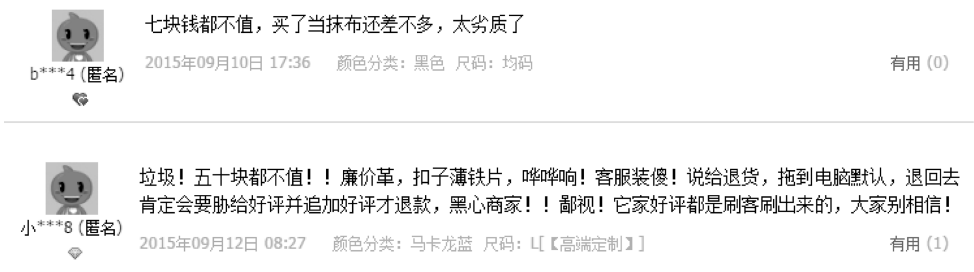 七块钱都不值，买了当抹布还差不多，太劣质了
b***4 (匿名)
2015年09月10日 17:36 颜色分类：黑色 尺码：均码 有用 (0)
垃圾！五十块都不值！！廉价革，扣子薄铁片，哗哗响！客服装傻！说给退货，拖到电脑默认，退回去
肯定会要胁给好评并追加好评才退款，黑心商家！！鄙视！它家好评都是刷客刷出来的，大家别相信！
小***8 (匿名)
2015年09月12日 08:27 颜色分类：马卡龙蓝 尺码：L[【高端定制】] 有用 (1)